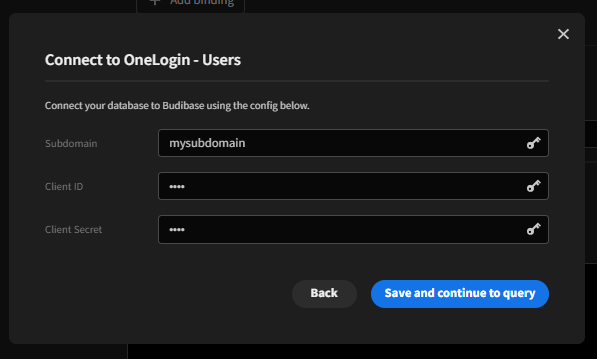 Add binding
Connect to OneLogin - Users
Connect your database to Budibase using the config below.
Subdomain
mysubdomain
Client ID
••••
Client Secret
••••
Back
Save and continue to query